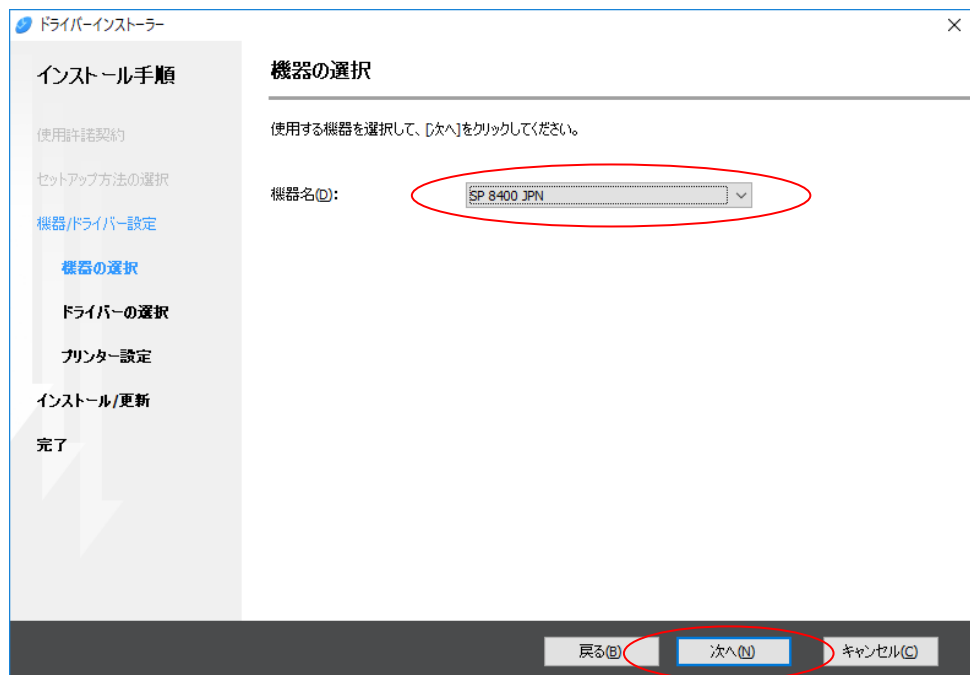 ドライバーインストーラー
インストール手順
使用許諾契約
セットアップ方法の選択
機器/ドライバー設定
機器の選択
ドライバーの選択
プリンター設定
インストール/更新
完了
機器の選択
使用する機器を選択して、[次へ]をクリックしてください。
機器名(D):
SP 8400 JPN
戻る(B)
次へ(N)
キャンセル(C)